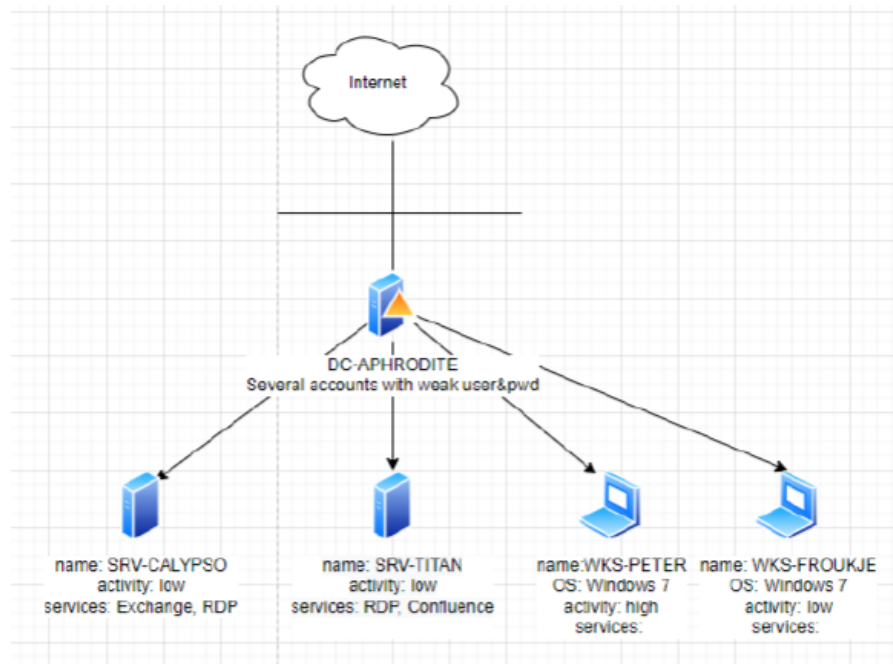 Internet
DC-APHRODITE
Several accounts with weak user&pwd
name: SRV-CALYPSO
activity: low
services: Exchange, RDP
name: SRV-TITAN
activity: low
services: RDP, Confluence
name:WKS-PETER
OS: Windows 7
activity: high
services:
name: WKS-FROUKJE
OS: Windows 7
activity: low
services: